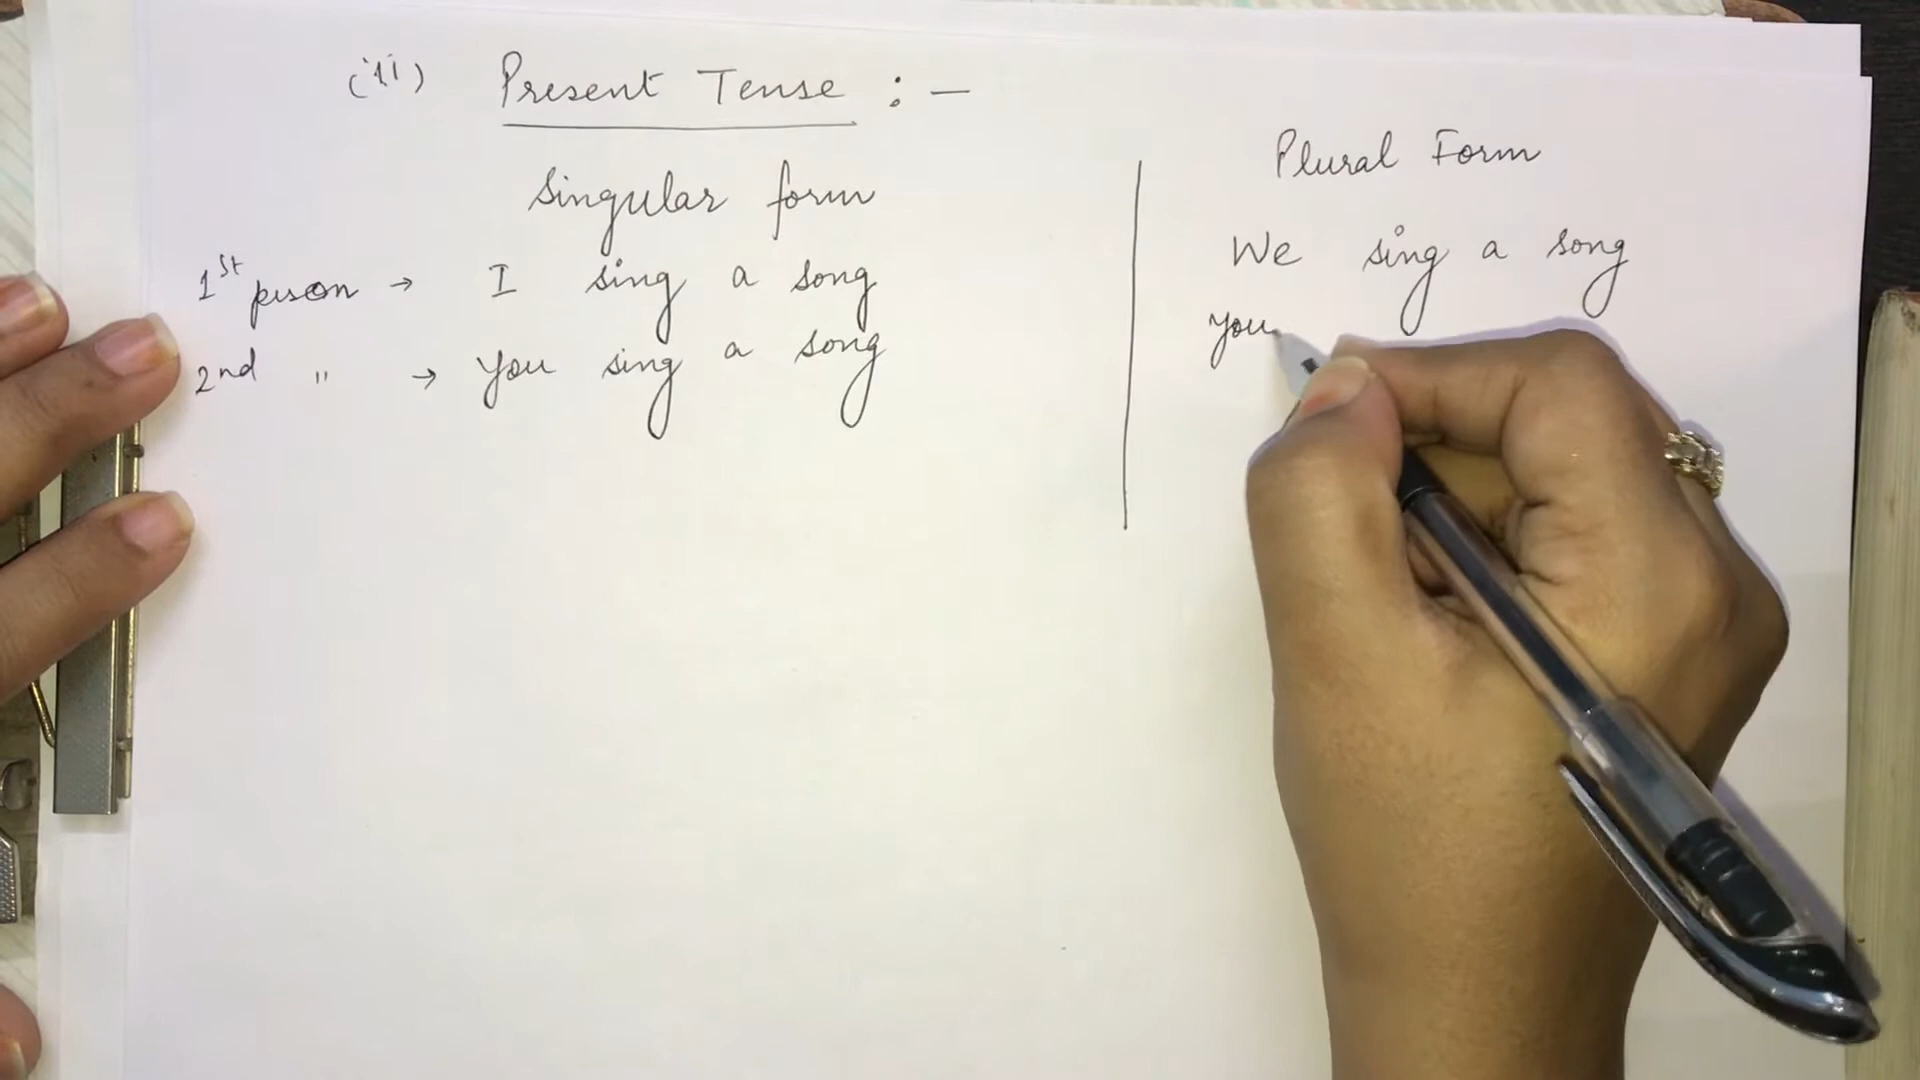 (ii) Present Tense : —
Singular form
1st person → I sing a song
2nd " → You sing a song
Plural Form
We sing a song
You